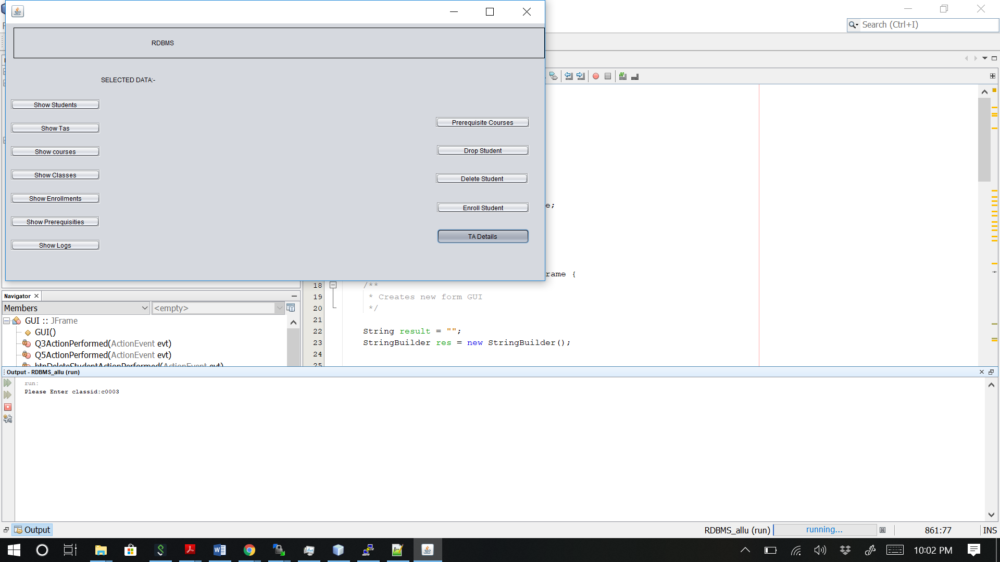 Search (Ctrl+I)
RDBMS
SELECTED DATA:-
Show Students
Show Tas
Show courses
Show Classes
Show Enrollments
Show Prerequisities
Show Logs
Prerequisite Courses
Drop Student
Delete Student
Enroll Student
TA Details
e;
rame {
18 /**
19 * Creates new form GUI
20 */
21
22 String result = "";
23 StringBuilder res = new StringBuilder();
24
25
Navigator
Members
<empty>
GUI :: JFrame
GUI()
Q3ActionPerformed(ActionEvent evt)
Q5ActionPerformed(ActionEvent evt)
btnDeleteStudentActionPerformed(ActionEvent evt)
Output - RDBMS_allu (run)
run:
Please Enter classid:c0003
Output
RDBMS_allu (run)
running...
861:77
INS
10:02 PM